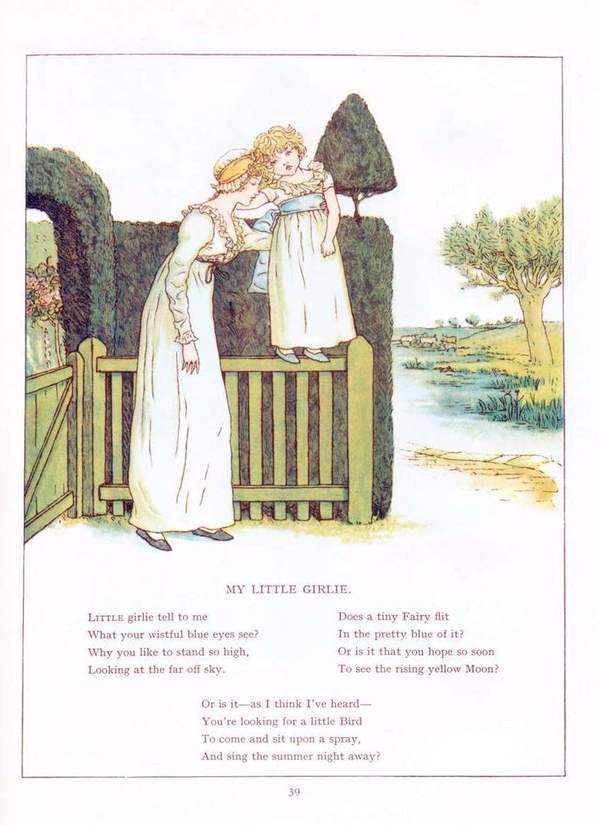 MY LITTLE GIRLIE.
LITTLE girlie tell to me
What your wistful blue eyes see?
Why you like to stand so high,
Looking at the far off sky.
Does a tiny Fairy flit
In the pretty blue of it?
Or is it that you hope so soon
To see the rising yellow Moon?
Or is it—as I think I've heard—
You're looking for a little Bird
To come and sit upon a spray,
And sing the summer night away?
39